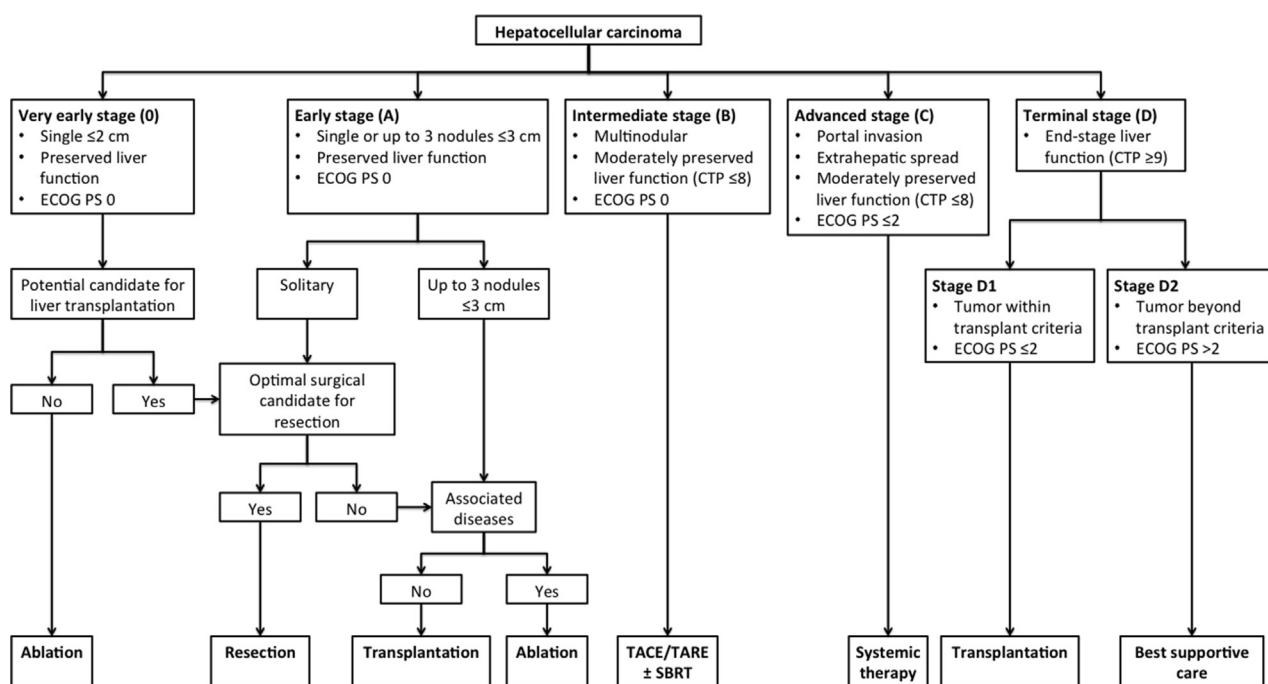 Hepatocellular carcinoma
Very early stage (0)
• Single ≤2 cm
• Preserved liver
function
• ECOG PS 0
Early stage (A)
• Single or up to 3 nodules ≤3 cm
• Preserved liver function
• ECOG PS 0
Intermediate stage (B)
• Multinodular
• Moderately preserved
liver function (CTP ≤8)
• ECOG PS 0
Advanced stage (C)
• Portal invasion
• Extrahepatic spread
• Moderately preserved
liver function (CTP ≤8)
• ECOG PS ≤2
Terminal stage (D)
• End-stage liver
function (CTP ≥9)
Potential candidate for
liver transplantation
Solitary
Up to 3 nodules
≤3 cm
Stage D1
• Tumor within
transplant criteria
• ECOG PS ≤2
Stage D2
• Tumor beyond
transplant criteria
• ECOG PS >2
No
Yes
Optimal surgical
candidate for
resection
Yes
No
Associated
diseases
No
Yes
Ablation
Resection
Transplantation
Ablation
TACE/TARE
± SBRT
Systemic
therapy
Transplantation
Best supportive
care